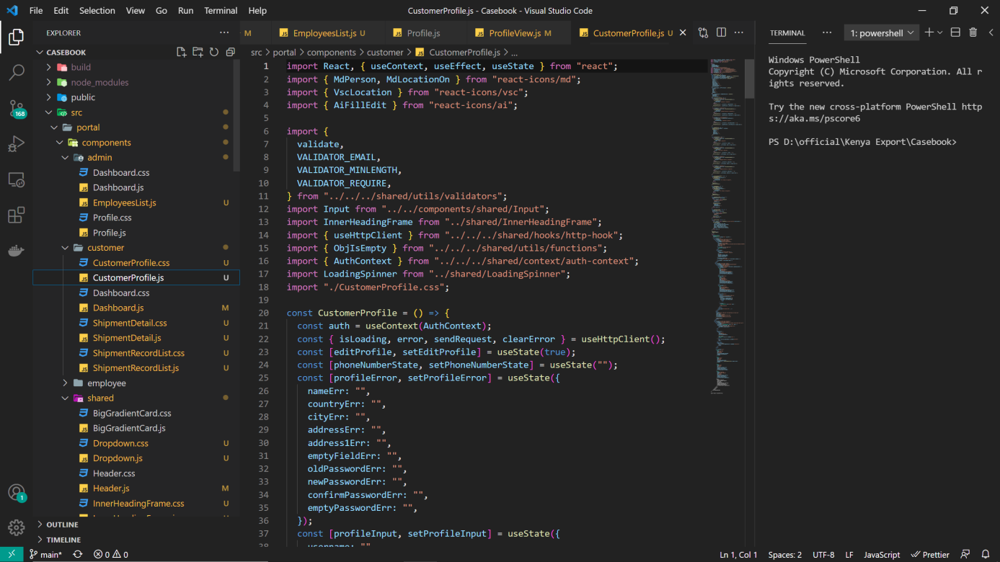 File Edit Selection View Go Run Terminal Help
CustomerProfile.js - Casebook - Visual Studio Code
EXPLORER
CASEBOOK
build
node_modules
public
src
portal
components
admin
Dashboard.css
Dashboard.js
EmployeesList.js U
Profile.css
Profile.js
customer
CustomerProfile.css U
CustomerProfile.js U
Dashboard.css
Dashboard.js M
ShipmentDetail.css U
ShipmentDetail.js U
ShipmentRecordList.css U
ShipmentRecordList.js U
employee
shared
BigGradientCard.css
BigGradientCard.js
Dropdown.css U
Dropdown.js U
Header.css
Header.js M
InnerHeadingFrame.css U
OUTLINE
TIMELINE
168
1
M
EmployeesList.js U
Profile.js
ProfileView.js M
CustomerProfile.js U
src > portal > components > customer > CustomerProfile.js > ...
1 import React, { useContext, useEffect, useState } from "react";
2 import { MdPerson, MdLocationOn } from "react-icons/md";
3 import { VscLocation } from "react-icons/vsc";
4 import { AiFillEdit } from "react-icons/ai";
5
6 import {
7 validate,
8 VALIDATOR_EMAIL,
9 VALIDATOR_MINLENGTH,
10 VALIDATOR_REQUIRE,
11 } from "../../../shared/utils/validators";
12 import Input from "../../components/shared/Input";
13 import InnerHeadingFrame from "../shared/InnerHeadingFrame";
14 import { useHttpClient } from "../../../shared/hooks/http-hook";
15 import { ObjIsEmpty } from "../../../shared/utils/functions";
16 import { AuthContext } from "../../../shared/context/auth-context";
17 import LoadingSpinner from "../shared/LoadingSpinner";
18 import "./CustomerProfile.css";
19
20 const CustomerProfile = () => {
21 const auth = useContext(AuthContext);
22 const { isLoading, error, sendRequest, clearError } = useHttpClient();
23 const [editProfile, setEditProfile] = useState(true);
24 const [phoneNumberState, setPhoneNumberState] = useState("");
25 const [profileError, setProfileError] = useState({
26 nameErr: "",
27 countryErr: "",
28 cityErr: "",
29 addressErr: "",
30 address1Err: "",
31 emptyFieldErr: "",
32 oldPasswordErr: "",
33 newPasswordErr: "",
34 confirmPasswordErr: "",
35 emptyPasswordErr: "",
36 });
37 const [profileInput, setProfileInput] = useState({
38 username: ""
TERMINAL
1: powershell
Windows PowerShell
Copyright (C) Microsoft Corporation. All r
ights reserved.
Try the new cross-platform PowerShell http
s://aka.ms/pscore6
PS D:\official\Kenya Export\Casebook>
main* 0 0
Ln 1, Col 1 Spaces: 2 UTF-8 LF JavaScript Prettier